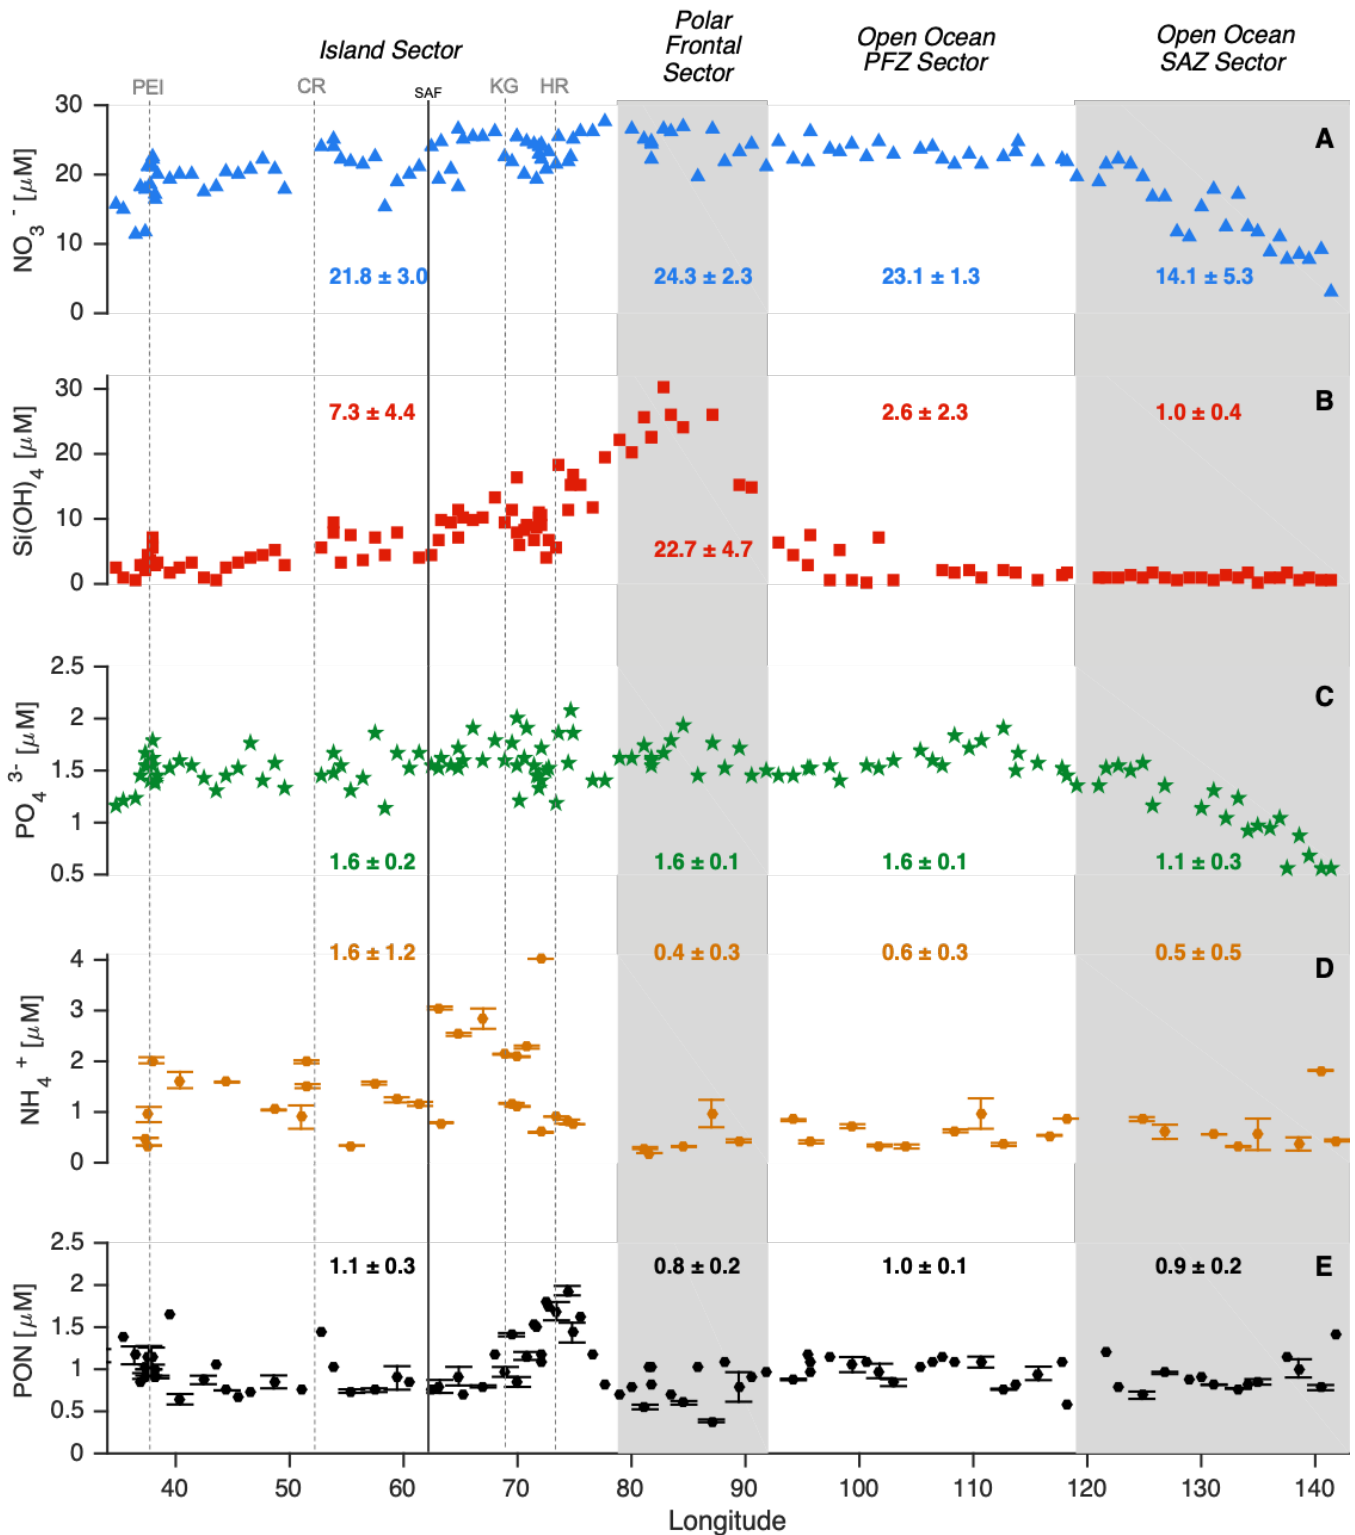 Island Sector
Polar
Frontal
Sector
Open Ocean
PFZ Sector
Open Ocean
SAZ Sector
PEI
CR
SAF
KG
HR
A
NO3- [μM]
30
20
10
0
21.8 ± 3.0
24.3 ± 2.3
23.1 ± 1.3
14.1 ± 5.3
B
Si(OH)4 [μM]
30
20
10
0
7.3 ± 4.4
22.7 ± 4.7
2.6 ± 2.3
1.0 ± 0.4
C
PO43- [μM]
2.5
2
1.5
1
0.5
1.6 ± 0.2
1.6 ± 0.1
1.6 ± 0.1
1.1 ± 0.3
D
NH4+ [μM]
4
3
2
1
0
1.6 ± 1.2
0.4 ± 0.3
0.6 ± 0.3
0.5 ± 0.5
E
PON [μM]
2.5
2
1.5
1
0.5
0
1.1 ± 0.3
0.8 ± 0.2
1.0 ± 0.1
0.9 ± 0.2
40 50 60 70 80 90 100 110 120 130 140
Longitude